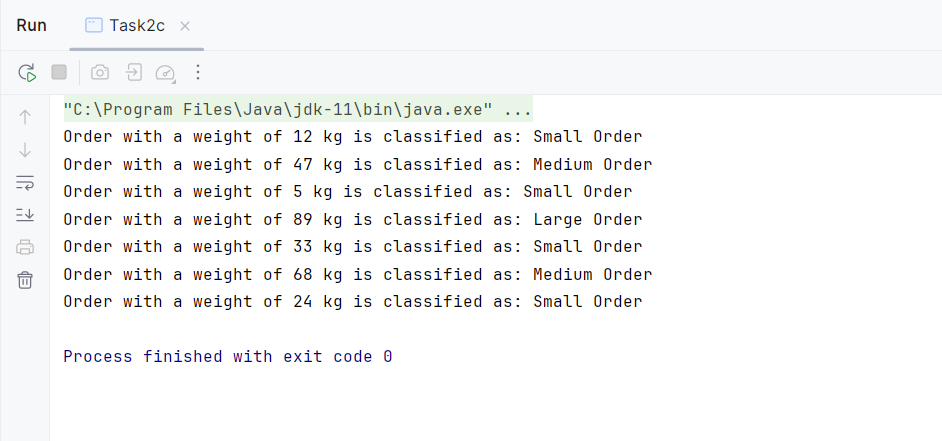 Run Task2c
"C:\Program Files\Java\jdk-11\bin\java.exe" ...
Order with a weight of 12 kg is classified as: Small Order
Order with a weight of 47 kg is classified as: Medium Order
Order with a weight of 5 kg is classified as: Small Order
Order with a weight of 89 kg is classified as: Large Order
Order with a weight of 33 kg is classified as: Small Order
Order with a weight of 68 kg is classified as: Medium Order
Order with a weight of 24 kg is classified as: Small Order
Process finished with exit code 0